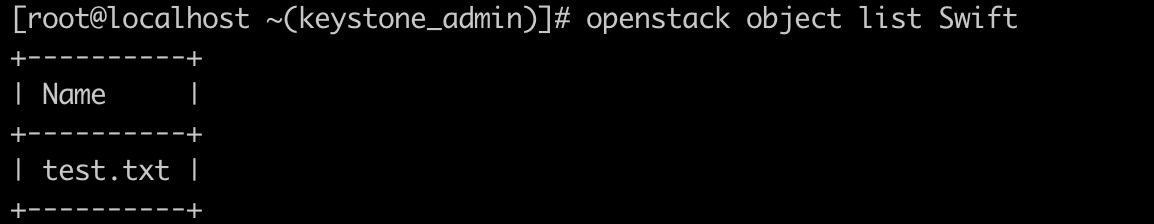 [root@localhost ~(keystone_admin)]# openstack object list Swift
+----------+
| Name     |
+----------+
| test.txt |
+----------+